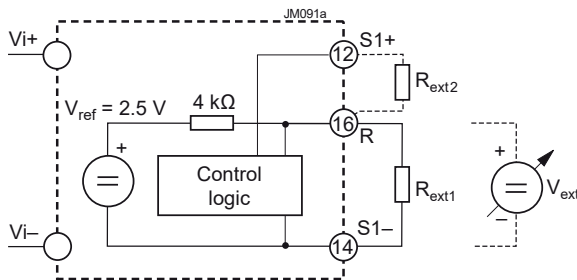 JM091a
Vi+
12 S1+
Rext2
Vref = 2.5 V
4 kΩ
16
R
+
Control
logic
Rext1
+
Vext
–
Vi–
S1–
14